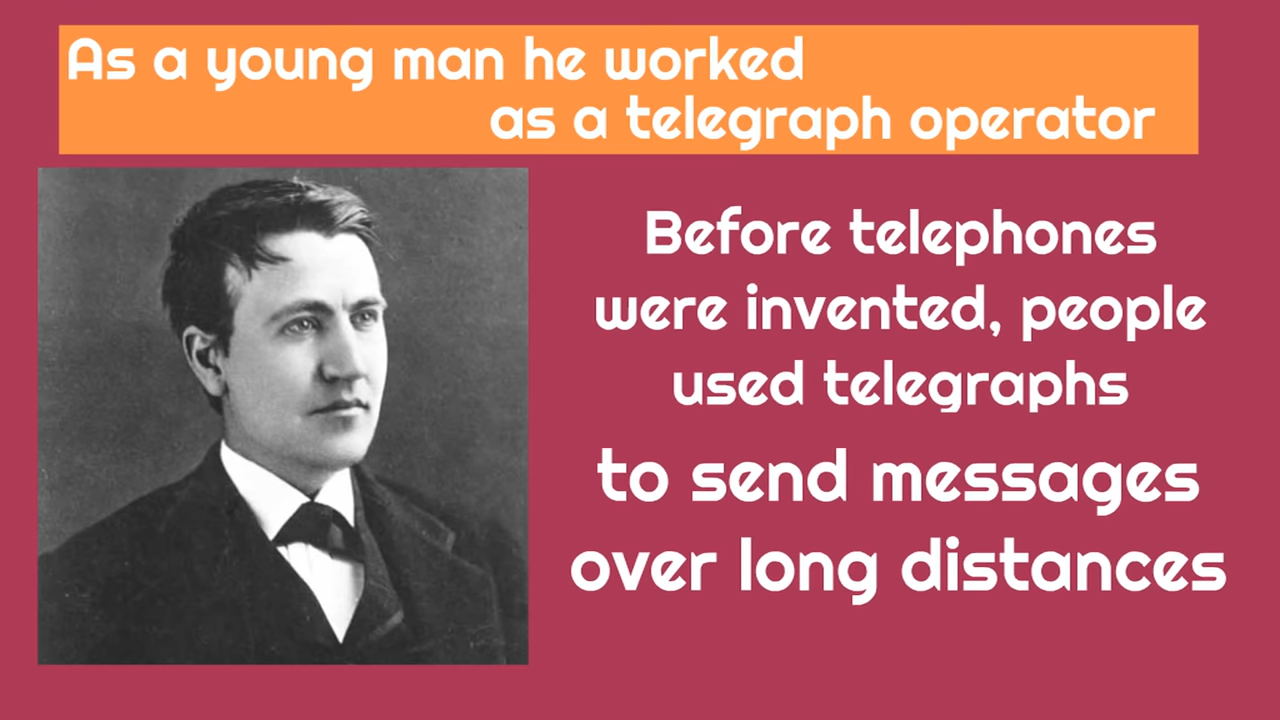 As a young man he worked
as a telegraph operator
Before telephones
were invented, people
used telegraphs
to send messages
over long distances